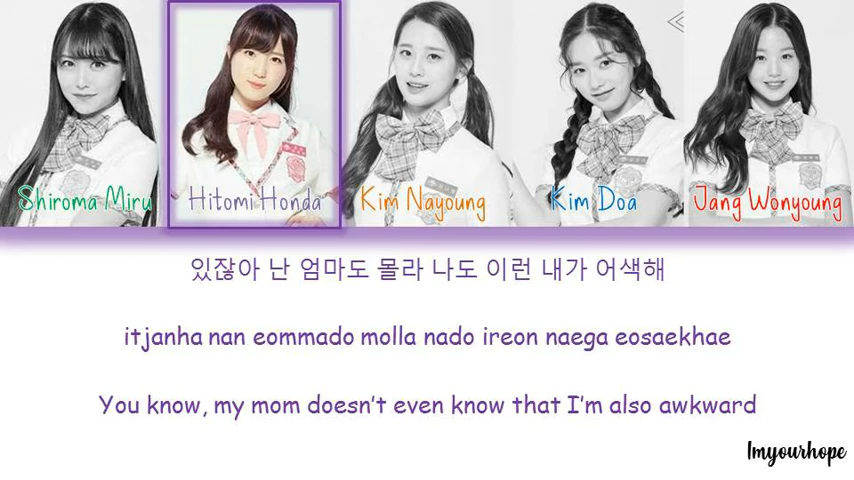 Shiroma Miru Hitomi Honda Kim Nayoung Kim Doa Jang Wonyoung
있잖아 난 엄마도 몰라 나도 이런 내가 어색해
itjanha nan eommado molla nado ireon naega eosaekhae
You know, my mom doesn't even know that I'm also awkward
Imyourhope